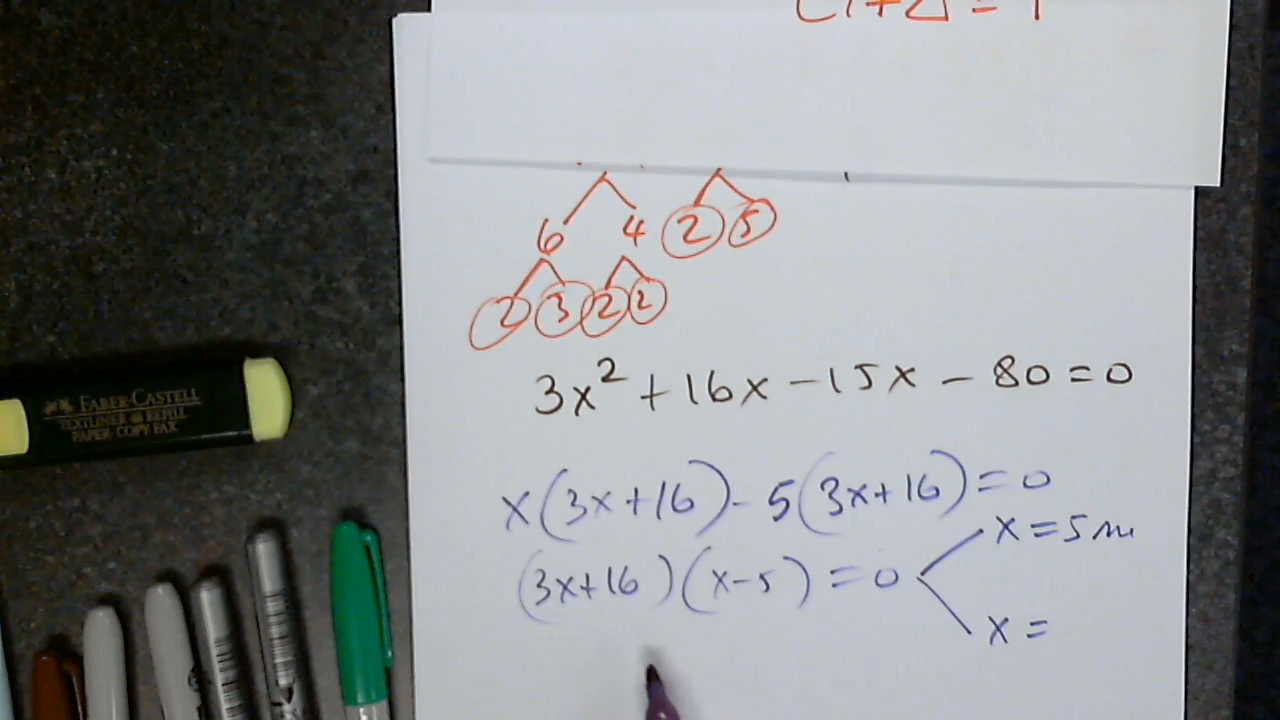 6 4 2 5
2 3 2 2
3x² + 16x - 15x - 80 = 0
x(3x+16) - 5(3x+16) = 0
x = 5m
(3x+16)(x-5) = 0
x =
FABER-CASTELL
TEXTLINER 48 REFILL
PAPER·COPY·FAX